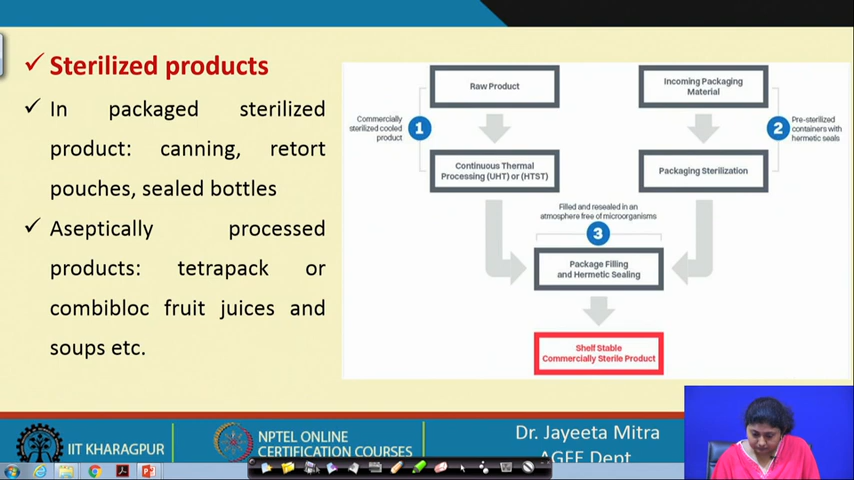 Sterilized products
In packaged sterilized
product: canning, retort
pouches, sealed bottles
Aseptically processed
products: tetrapack or
combibloc fruit juices and
soups etc.
Raw Product
Incoming Packaging
Material
Commercially
sterilized cooled
product
1
2
Pre-sterilized
containers with
hermetic seals
Continuous Thermal
Processing (UHT) or (HTST)
Packaging Sterilization
Filled and resealed in an
atmosphere free of microorganisms
3
Package Filling
and Hermetic Sealing
Shelf Stable
Commercially Sterile Product
IIT KHARAGPUR
NPTEL ONLINE
CERTIFICATION COURSES
Dr. Jayeeta Mitra
AGFE Dept